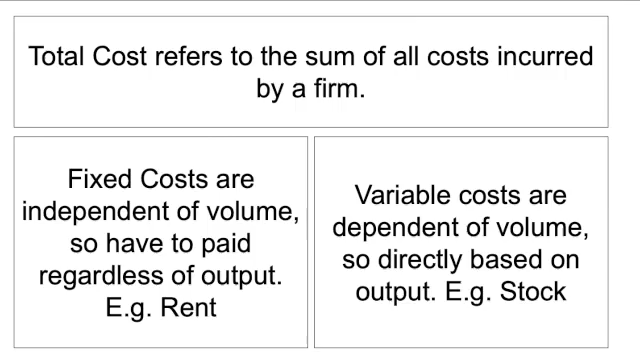 Total Cost refers to the sum of all costs incurred
by a firm.
Fixed Costs are
independent of volume,
so have to paid
regardless of output.
E.g. Rent
Variable costs are
dependent of volume,
so directly based on
output. E.g. Stock